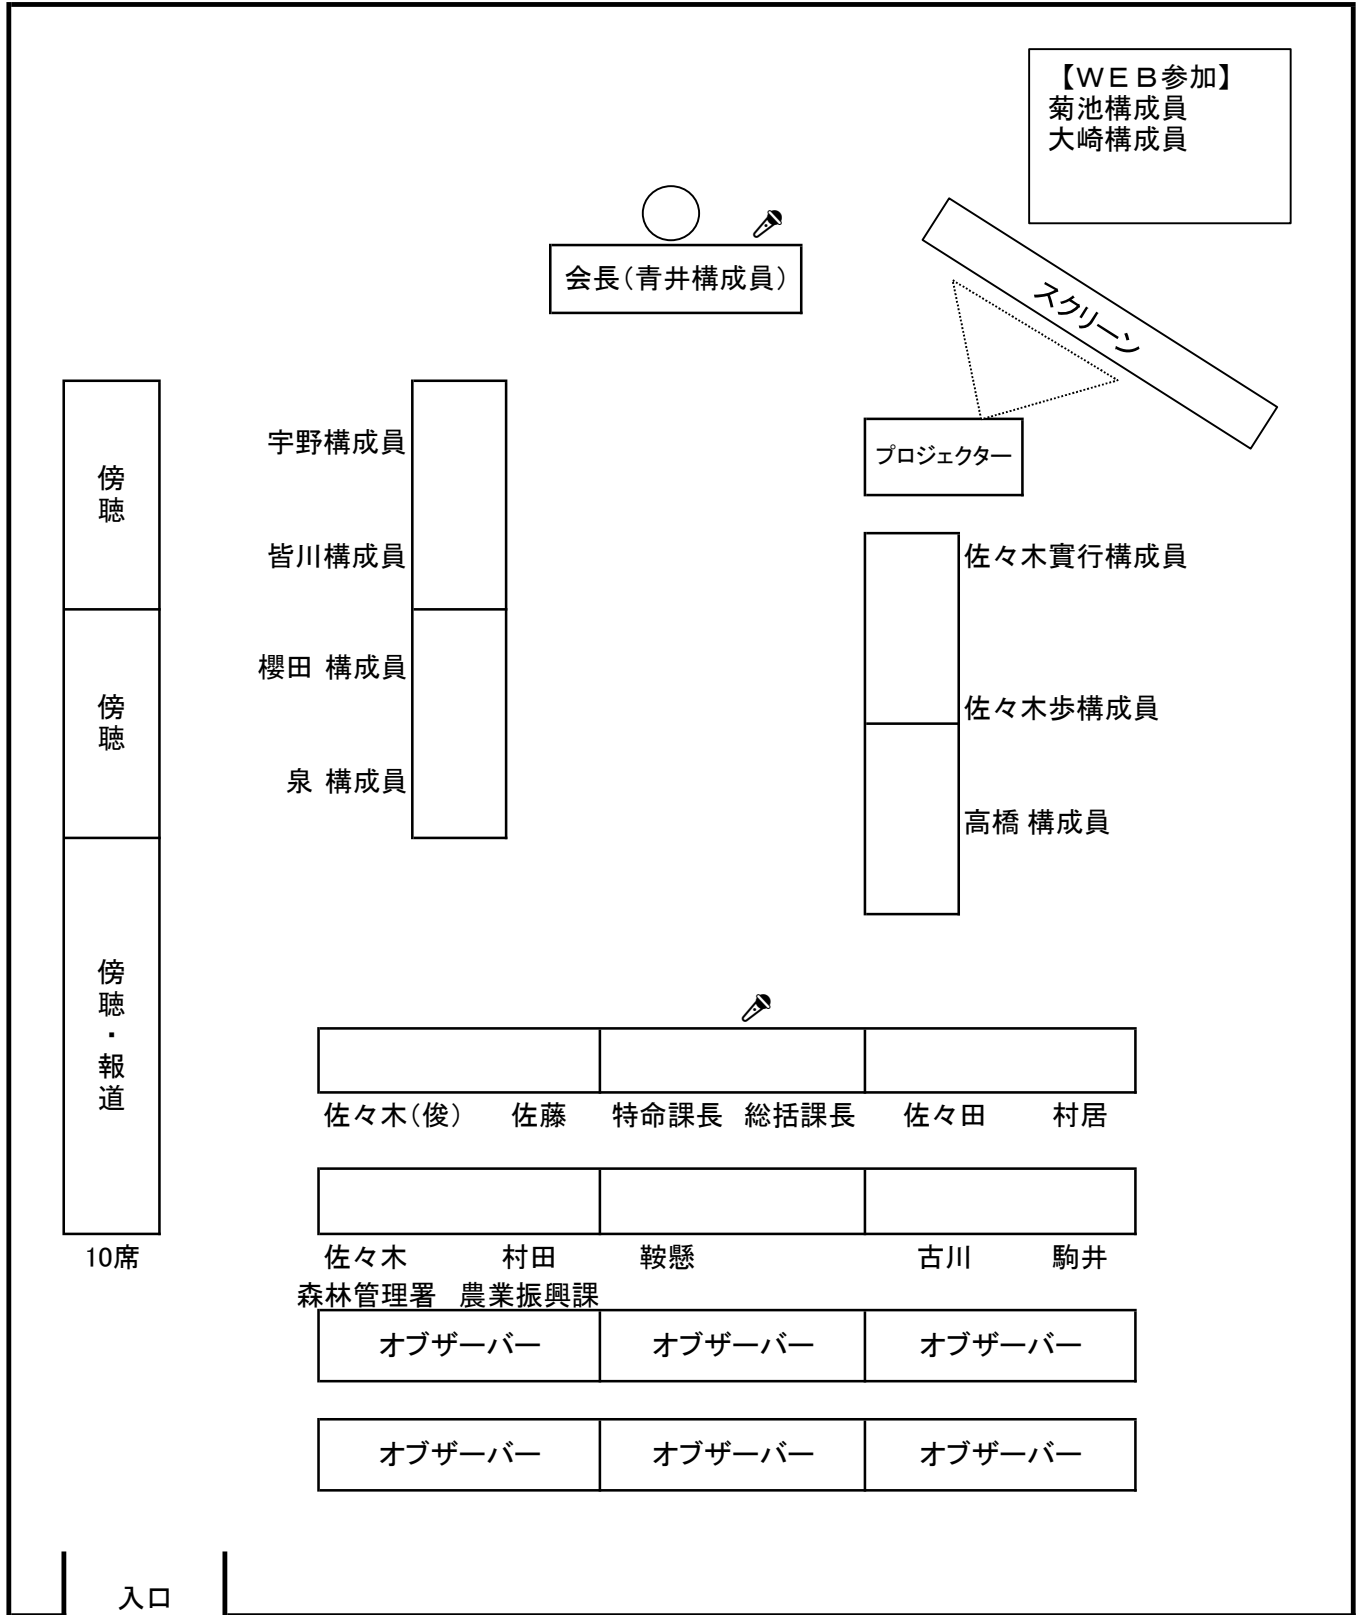 【WEB参加】
菊池構成員
大崎構成員
会長(青井構成員)
スクリーン
プロジェクター
宇野構成員
皆川構成員
櫻田 構成員
泉 構成員
佐々木實行構成員
佐々木歩構成員
高橋 構成員
傍聴
傍聴
傍聴・報道
10席
佐々木(俊) 佐藤 特命課長 総括課長 佐々田 村居
佐々木 村田 鞍懸 古川 駒井
森林管理署 農業振興課
オブザーバー オブザーバー オブザーバー
オブザーバー オブザーバー オブザーバー
入口